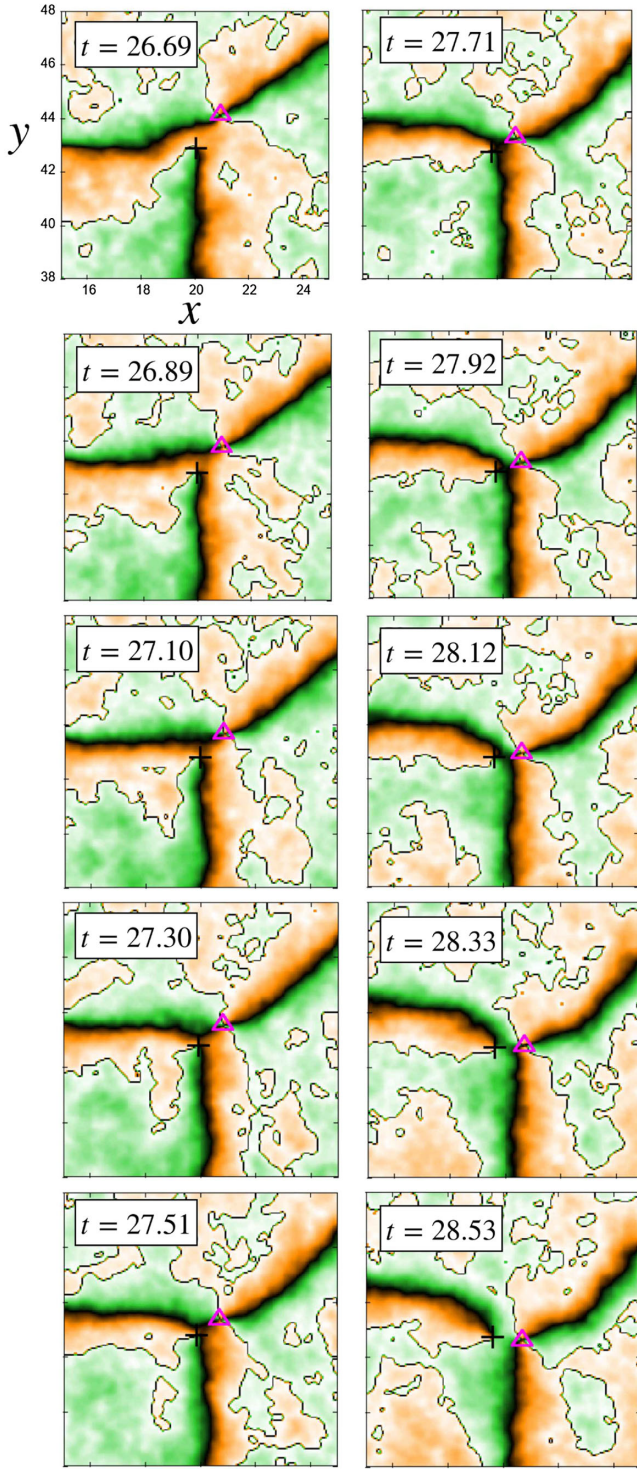 48
t = 26.69
t = 27.71
46
44
y
42
40
38
16 18 20 22 24
x
t = 26.89
t = 27.92
t = 27.10
t = 28.12
t = 27.30
t = 28.33
t = 27.51
t = 28.53